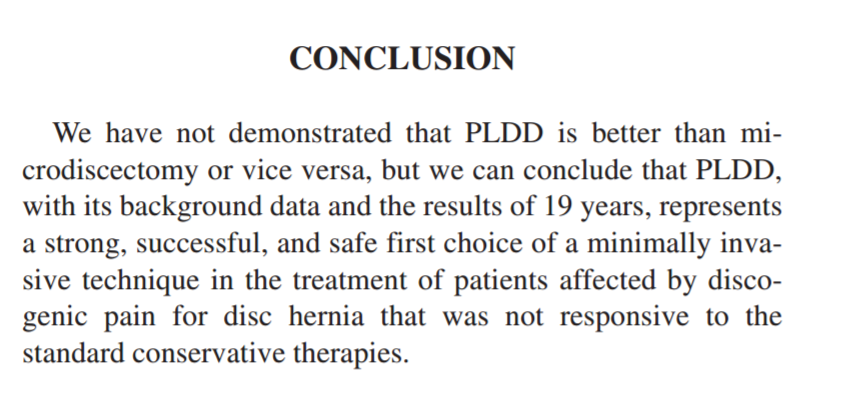 CONCLUSION
We have not demonstrated that PLDD is better than mi-
crodiscectomy or vice versa, but we can conclude that PLDD,
with its background data and the results of 19 years, represents
a strong, successful, and safe first choice of a minimally inva-
sive technique in the treatment of patients affected by disco-
genic pain for disc hernia that was not responsive to the
standard conservative therapies.